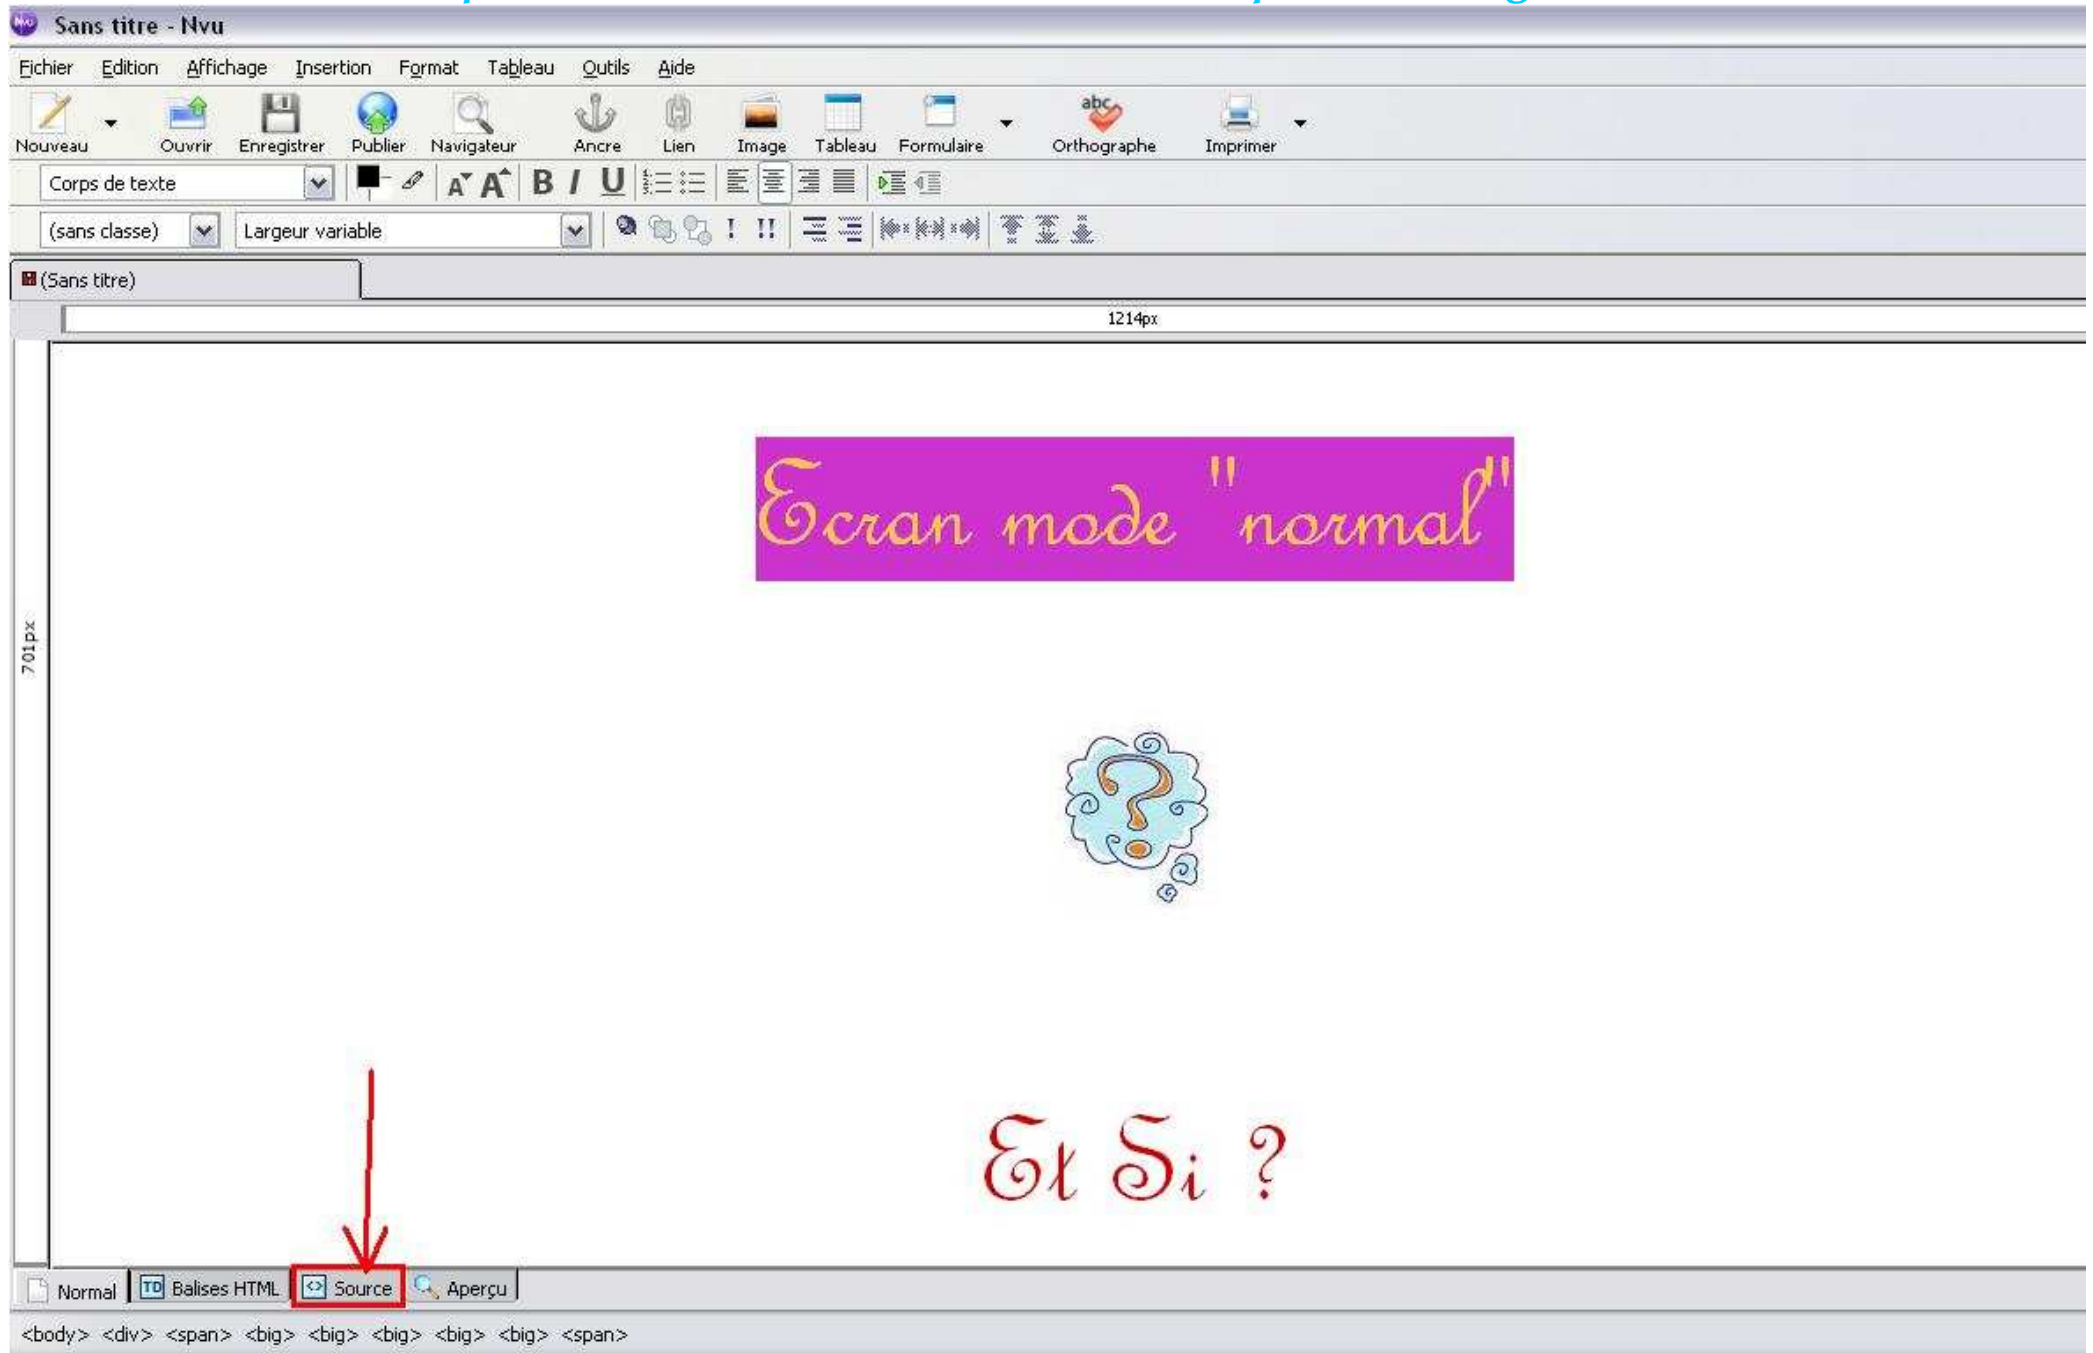 Sans titre - Nvu
Fichier Edition Affichage Insertion Format Tableau Outils Aide
Nouveau Ouvrir Enregistrer Publier Navigateur Ancre Lien Image Tableau Formulaire Orthographe Imprimer
Corps de texte
(sans classe) Largeur variable
(Sans titre)
1214px
701px
Ecran mode "normal"
Et Si ?
Normal Balises HTML Source Aperçu
<body> <div> <span> <big> <big> <big> <big> <big> <span>